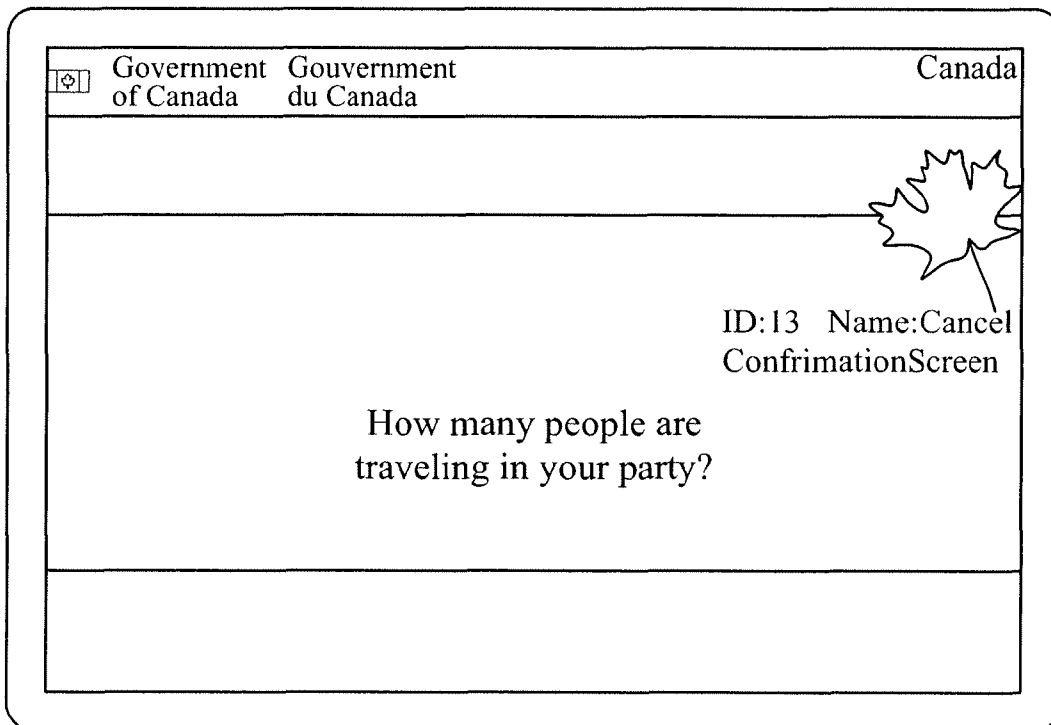 Government Gouvernment Canada
of Canada du Canada
ID:13 Name:Cancel
ConfrimationScreen
How many people are
traveling in your party?